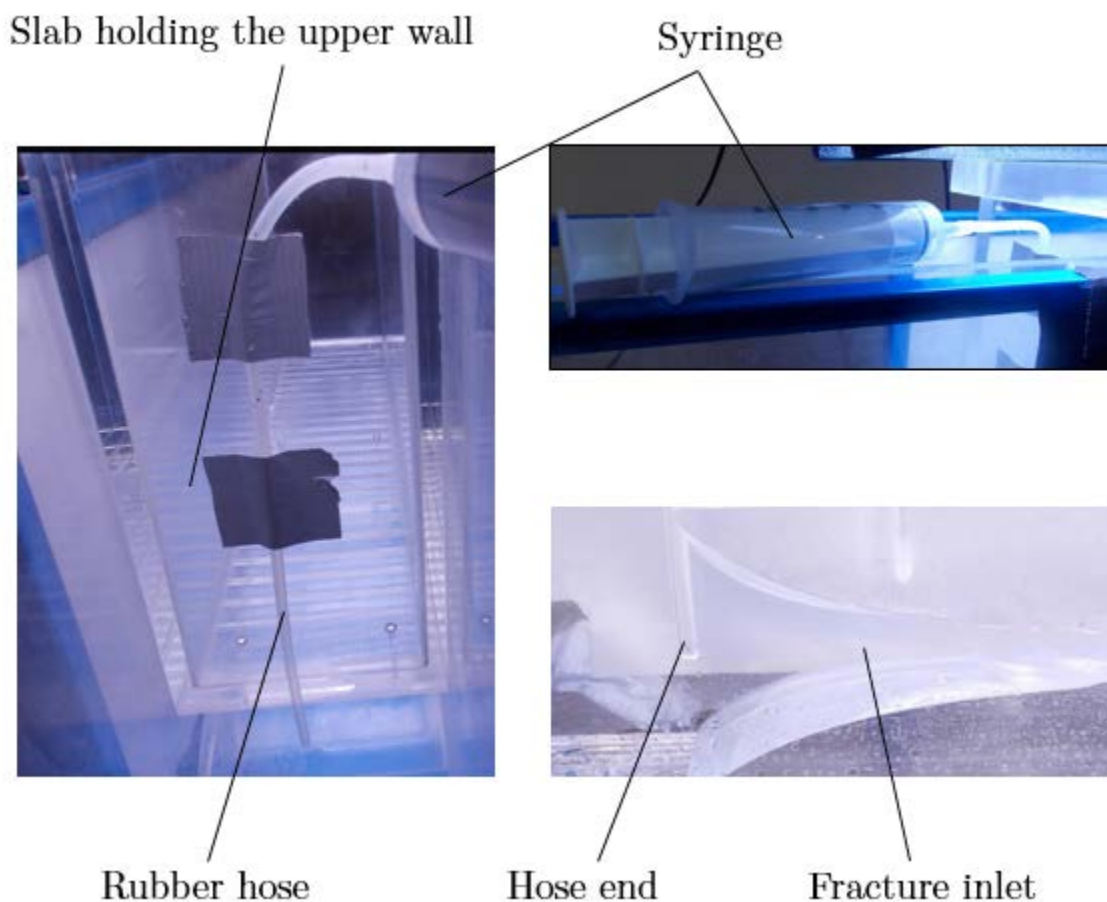 Slab holding the upper wall
Syringe
Rubber hose
Hose end
Fracture inlet